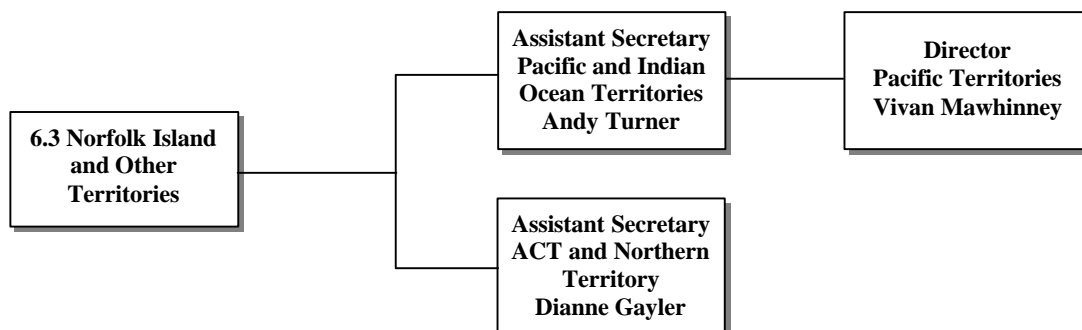 6.3 Norfolk Island
and Other
Territories
Assistant Secretary
Pacific and Indian
Ocean Territories
Andy Turner
Director
Pacific Territories
Vivan Mawhinney
Assistant Secretary
ACT and Northern
Territory
Dianne Gayler